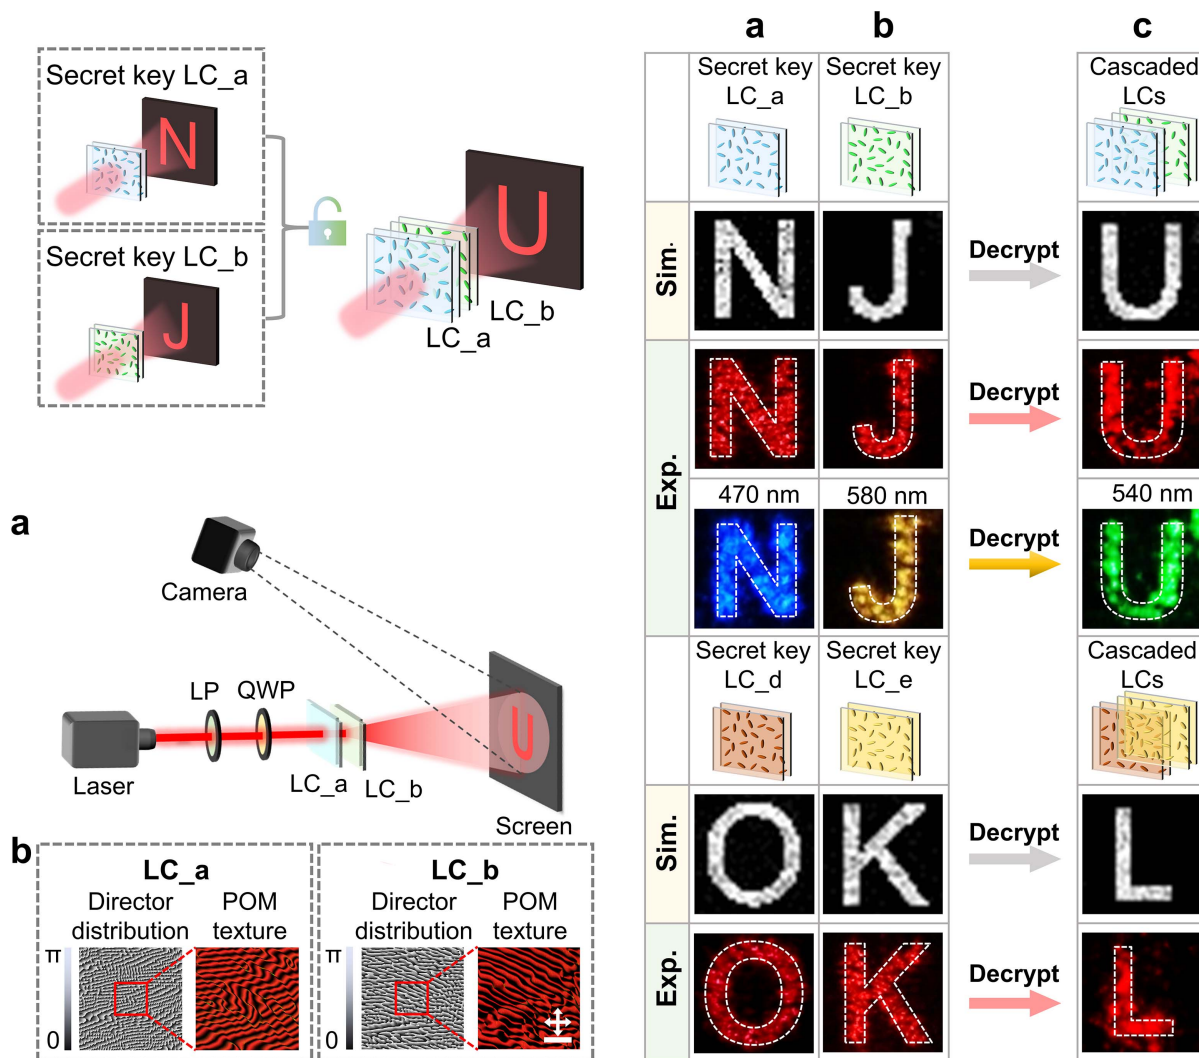 Secret key LC_a
N
Secret key LC_b
J
U
LC_b
LC_a
a
Camera
LP
QWP
Laser
LC_a
LC_b
U
Screen
b
LC_a
Director
distribution
POM
texture
π
0
LC_b
Director
distribution
POM
texture
π
0
a
b
c
Secret key
LC_a
Secret key
LC_b
Cascaded
LCs
Sim.
N
J
Decrypt
U
Exp.
N
J
Decrypt
U
470 nm
580 nm
540 nm
N
J
Decrypt
U
Secret key
LC_d
Secret key
LC_e
Cascaded
LCs
Sim.
O
K
Decrypt
L
Exp.
O
K
Decrypt
L